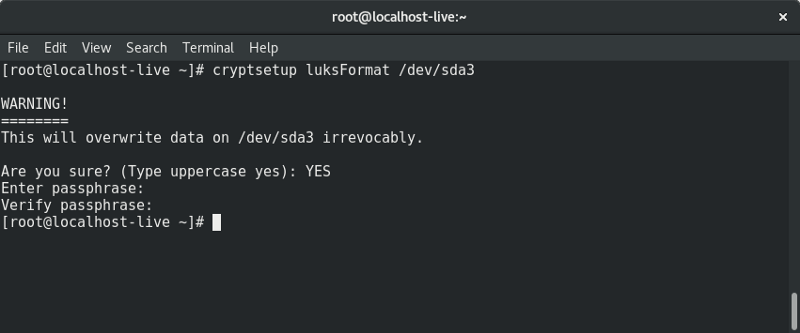 root@localhost-live:~
File Edit View Search Terminal Help
[root@localhost-live ~]# cryptsetup luksFormat /dev/sda3
WARNING!
========
This will overwrite data on /dev/sda3 irrevocably.
Are you sure? (Type uppercase yes): YES
Enter passphrase:
Verify passphrase:
[root@localhost-live ~]#